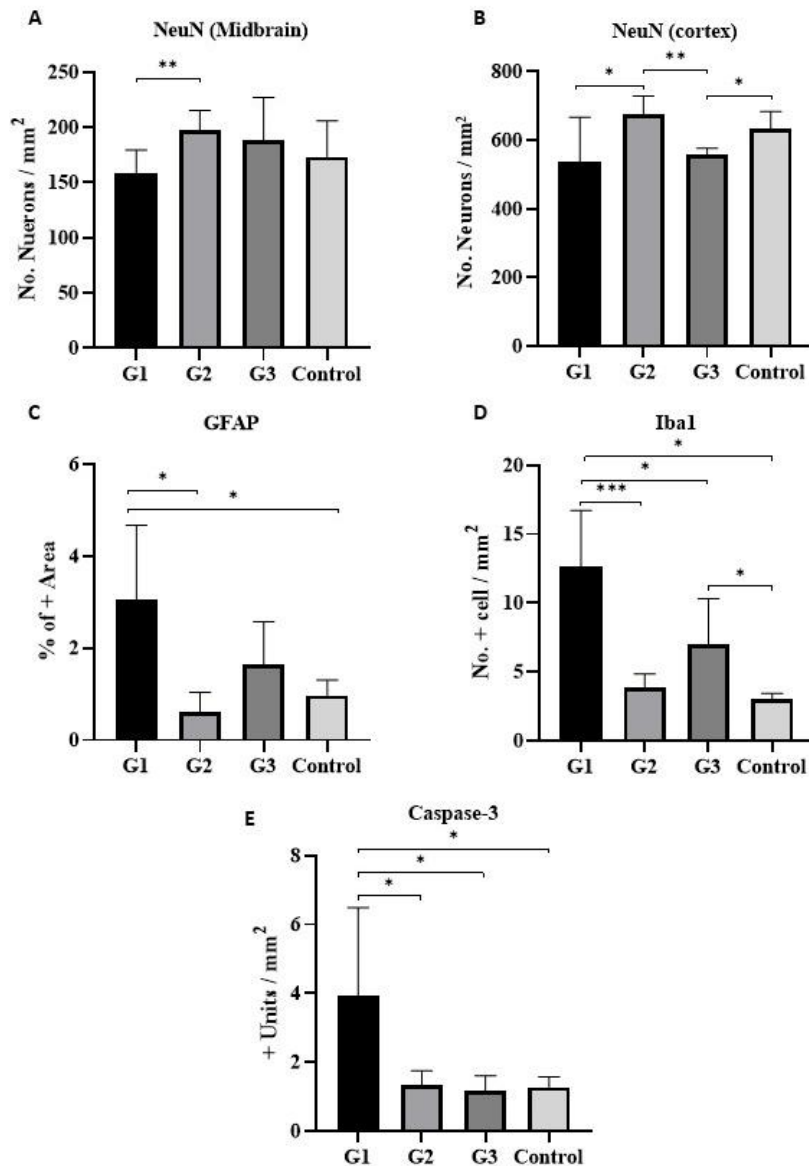 A
NeuN (Midbrain)
No. Nuerons / mm²
250
200
150
100
50
0
**
G1 G2 G3 Control
B
NeuN (cortex)
No. Neurons / mm²
800
600
400
200
0
*
**
*
G1 G2 G3 Control
C
GFAP
% of + Area
6
4
2
0
*
*
G1 G2 G3 Control
D
Iba1
No. + cell / mm²
20
15
10
5
0
*
*
***
*
G1 G2 G3 Control
E
Caspase-3
+ Units / mm²
8
6
4
2
0
*
*
*
G1 G2 G3 Control